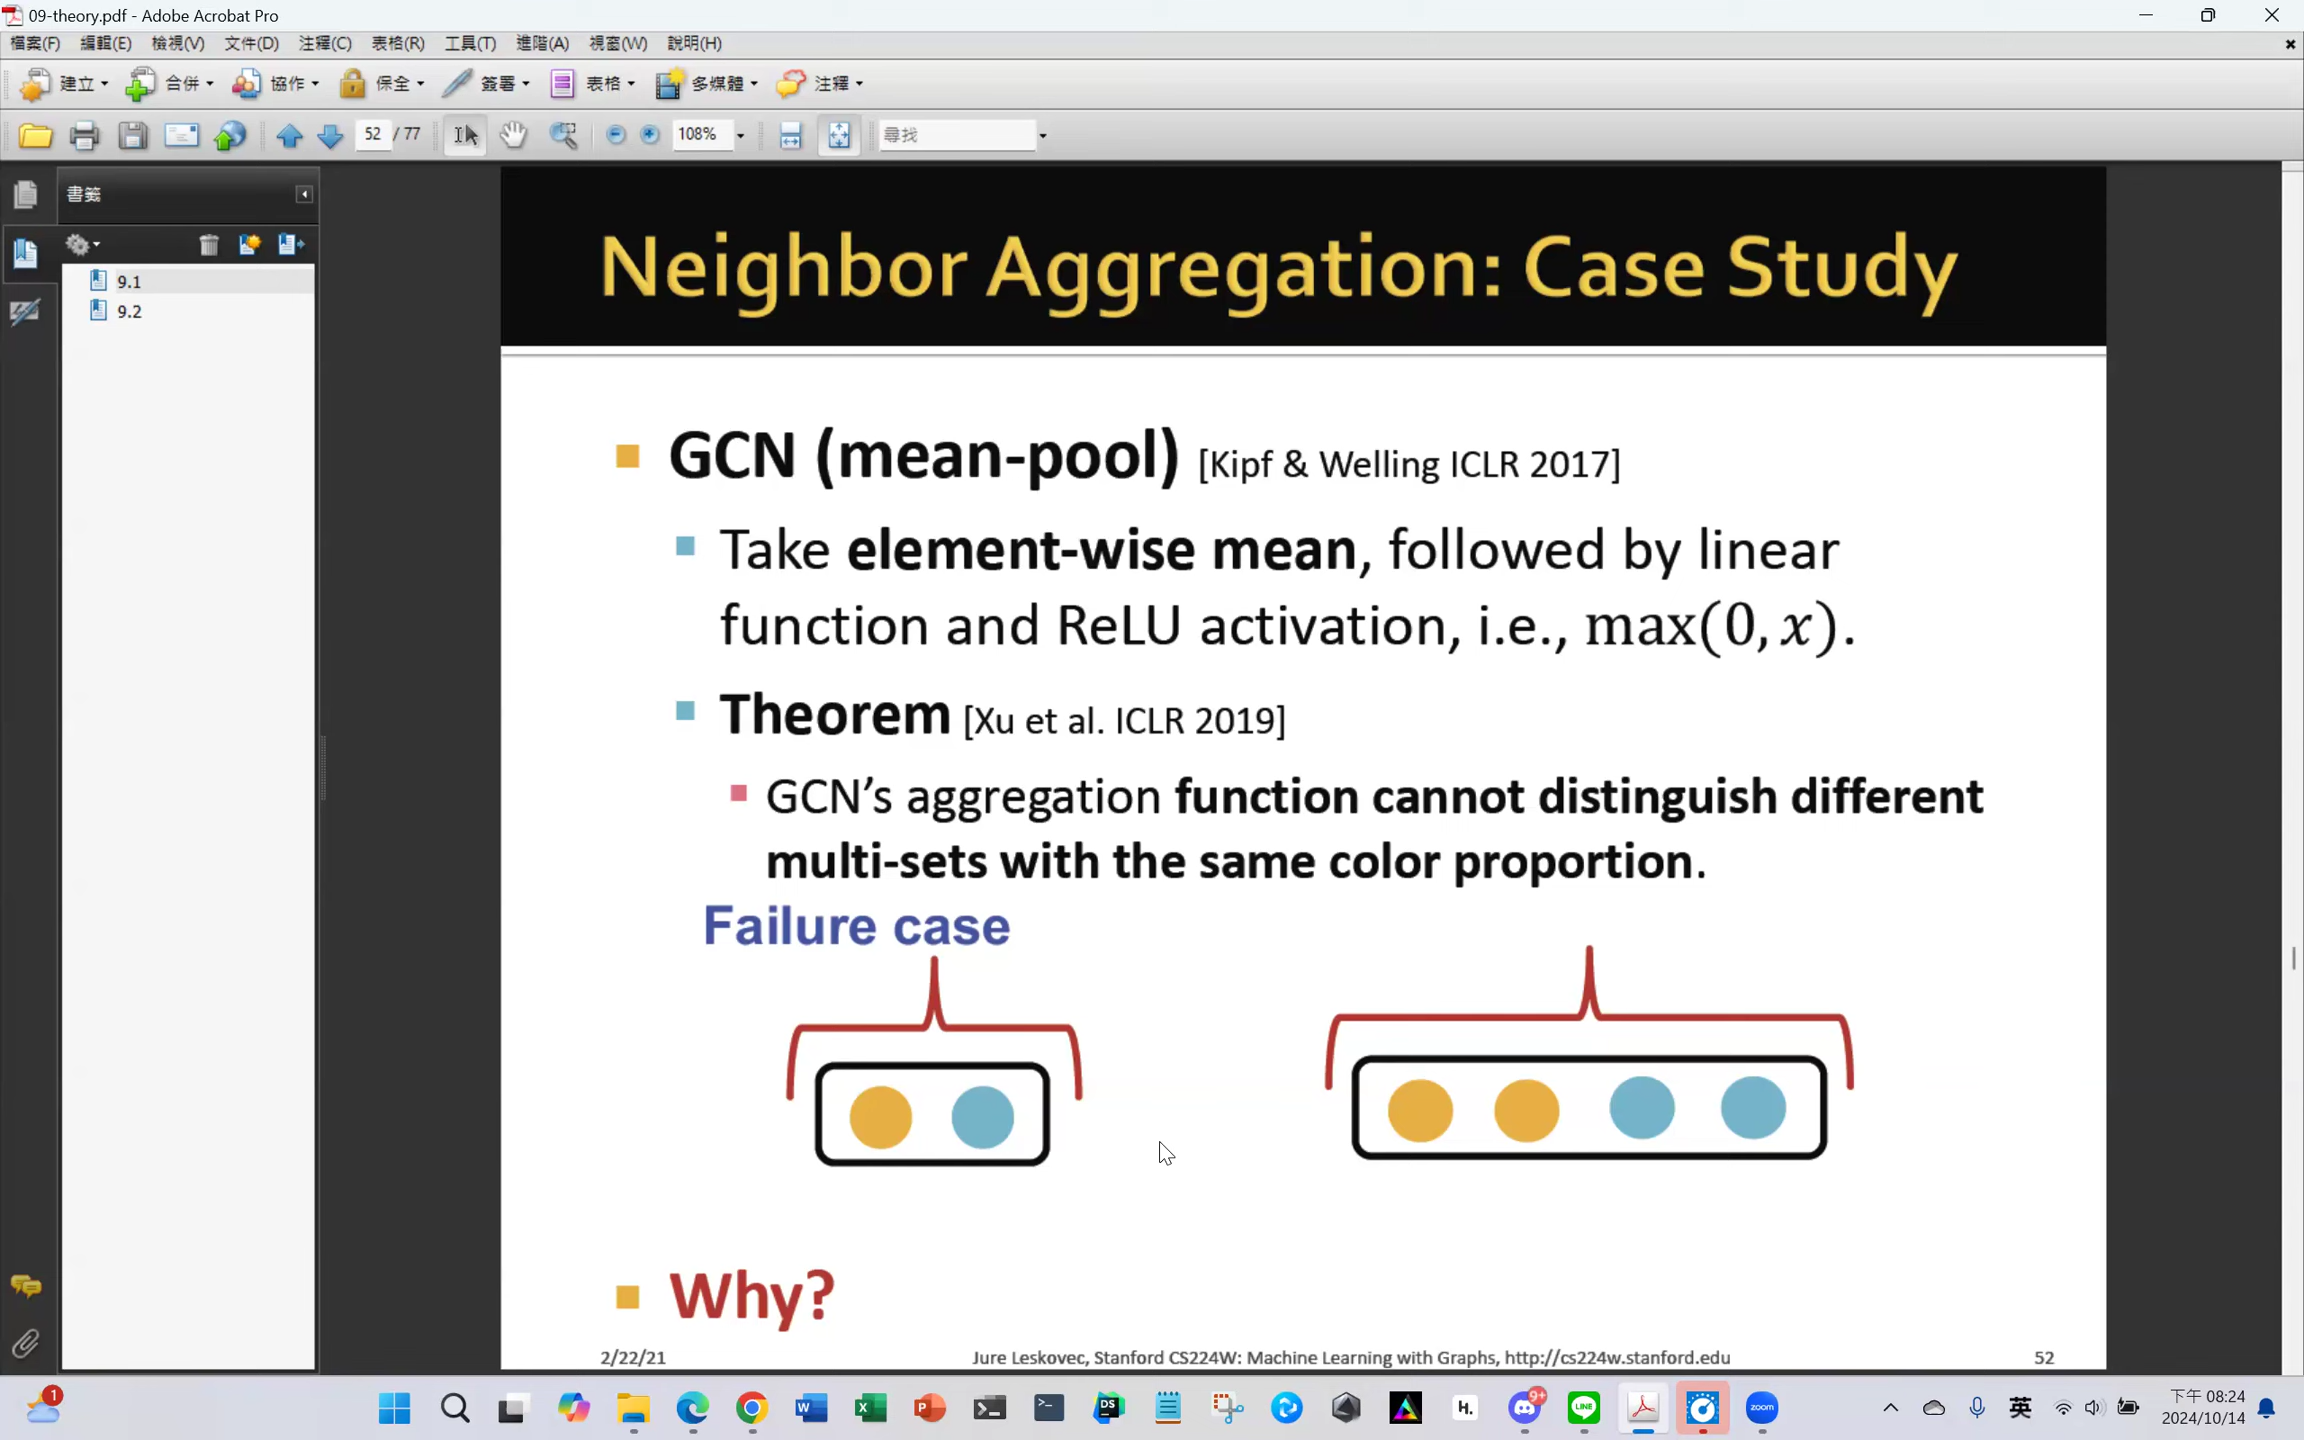 09-theory.pdf - Adobe Acrobat Pro
檔案(F) 編輯(E) 檢視(V) 文件(D) 注釋(C) 表格(R) 工具(T) 進階(A) 視窗(W) 說明(H)
建立 合併 協作 保全 簽署 表格 多媒體 注釋
52 / 77 108% 尋找
書籤
9.1
9.2
Neighbor Aggregation: Case Study
GCN (mean-pool) [Kipf & Welling ICLR 2017]
Take element-wise mean, followed by linear
function and ReLU activation, i.e., max(0, x).
Theorem [Xu et al. ICLR 2019]
GCN’s aggregation function cannot distinguish different
multi-sets with the same color proportion.
Failure case
Why?
2/22/21 Jure Leskovec, Stanford CS224W: Machine Learning with Graphs, http://cs224w.stanford.edu 52
1
W X P DS h. 9+ LINE zoom 英
下午 08:24
2024/10/14